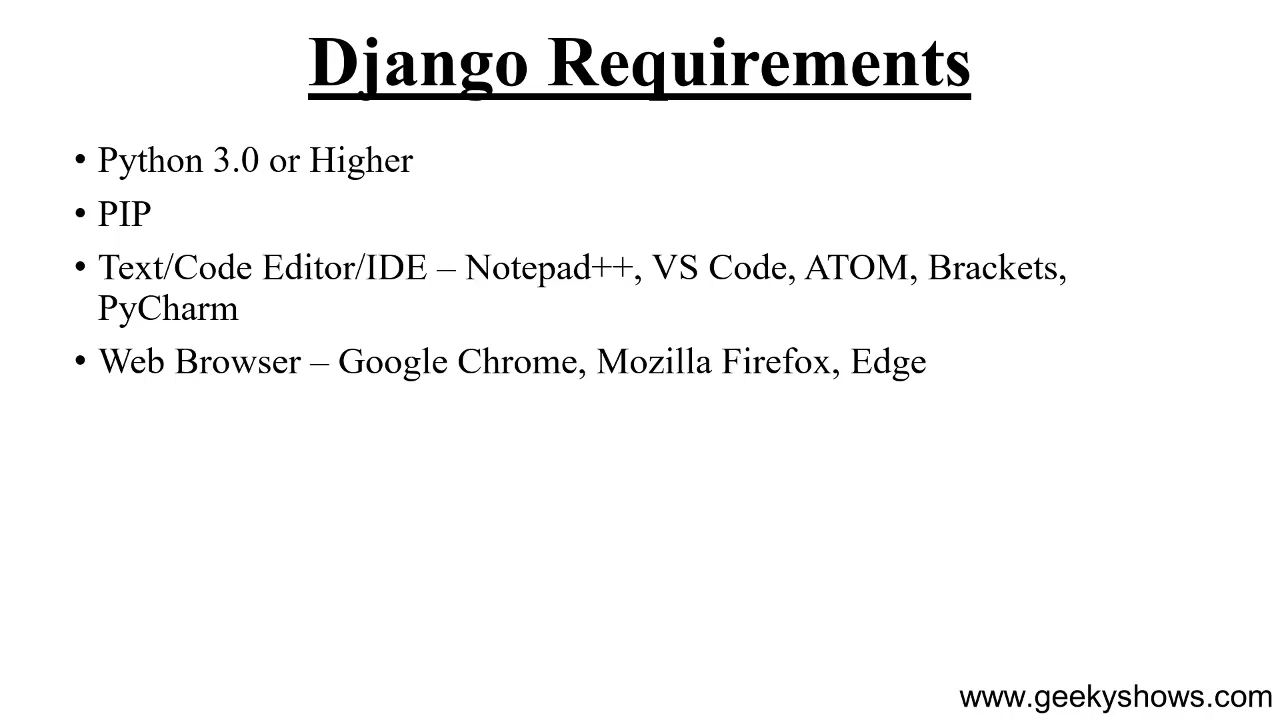 Django Requirements
• Python 3.0 or Higher
• PIP
• Text/Code Editor/IDE – Notepad++, VS Code, ATOM, Brackets,
PyCharm
• Web Browser – Google Chrome, Mozilla Firefox, Edge
www.geekyshows.com